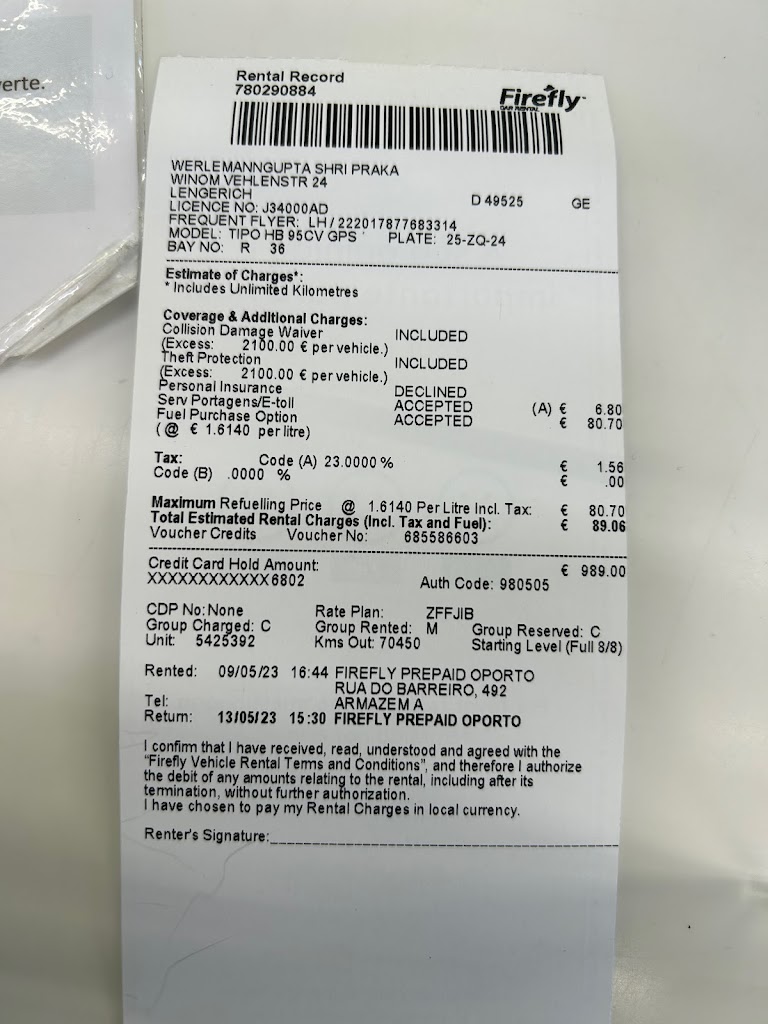 verte.
Rental Record
780290884
Firefly
CAR RENTAL
WERLEMANNGUPTA SHRI PRAKA
WINOM VEHLENSTR 24
LENGERICH D 49525 GE
LICENCE NO: J34000AD
FREQUENT FLYER: LH/222017877683314
MODEL: TIPO HB 95CV GPS PLATE: 25-ZQ-24
BAY NO: R 36
Estimate of Charges*:
* Includes Unlimited Kilometres
Coverage & Additional Charges:
Collision Damage Waiver INCLUDED
(Excess: 2100.00 € per vehicle.)
Theft Protection INCLUDED
(Excess: 2100.00 € per vehicle.)
Personal Insurance DECLINED
Serv Portagens/E-toll ACCEPTED (A) € 6.80
Fuel Purchase Option ACCEPTED € 80.70
(@ € 1.6140 per litre)
Tax: Code (A) 23.0000 % € 1.56
Code (B) .0000 % € .00
Maximum Refuelling Price @ 1.6140 Per Litre Incl. Tax: € 80.70
Total Estimated Rental Charges (Incl. Tax and Fuel): € 89.06
Voucher Credits Voucher No: 685586603
Credit Card Hold Amount: € 989.00
XXXXXXXXXXXX6802 Auth Code: 980505
CDP No: None Rate Plan: ZFFJIB
Group Charged: C Group Rented: M Group Reserved: C
Unit: 5425392 Kms Out: 70450 Starting Level (Full 8/8)
Rented: 09/05/23 16:44 FIREFLY PREPAID OPORTO
RUA DO BARREIRO, 492
Tel: ARMAZEM A
Return: 13/05/23 15:30 FIREFLY PREPAID OPORTO
I confirm that I have received, read, understood and agreed with the
"Firefly Vehicle Rental Terms and Conditions", and therefore I authorize
the debit of any amounts relating to the rental, including after its
termination, without further authorization.
I have chosen to pay my Rental Charges in local currency.
Renter's Signature: